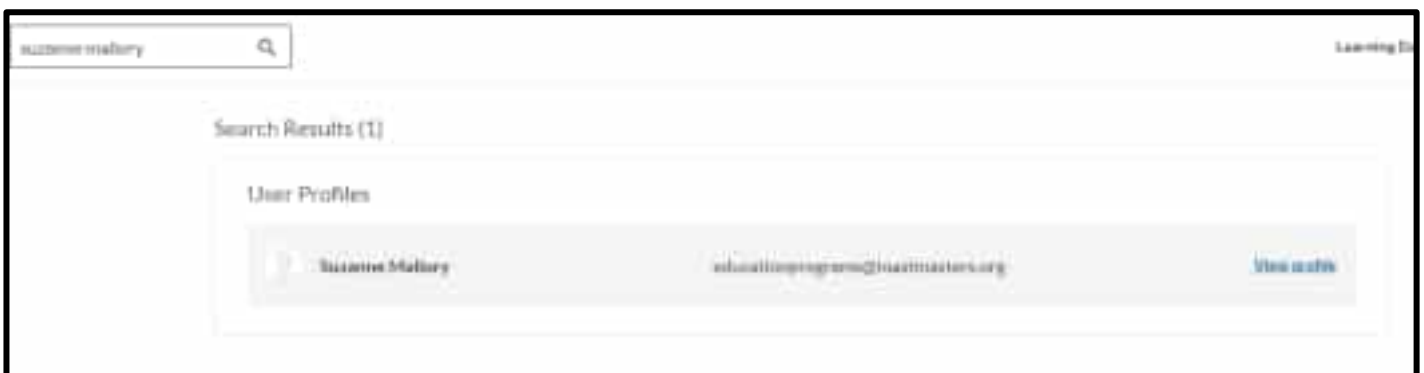 suzanne mallory
Learning
Search Results (1)
User Profiles
Suzanne Mallory educationprograms@toastmasters.org View profile